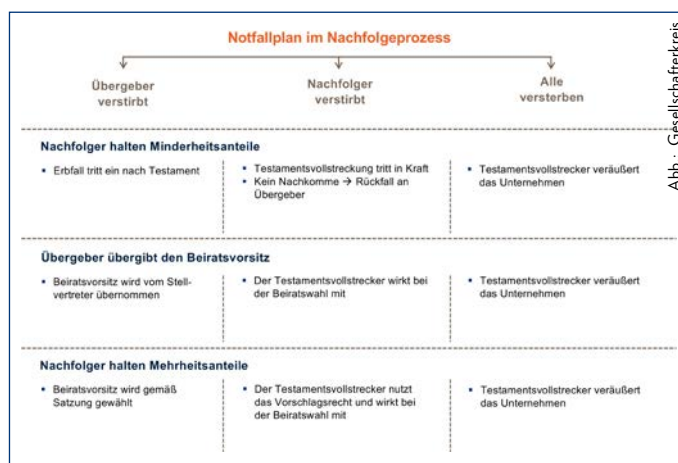 Notfallplan im Nachfolgeprozess
Übergeber
verstirbt
Nachfolger
verstirbt
Alle
versterben
Nachfolger halten Minderheitsanteile
▪ Erbfall tritt ein nach Testament
▪ Testamentsvollstreckung tritt in Kraft
▪ Kein Nachkomme → Rückfall an
Übergeber
▪ Testamentsvollstrecker veräußert
das Unternehmen
Übergeber übergibt den Beiratsvorsitz
▪ Beiratsvorsitz wird vom Stell-
vertreter übernommen
▪ Der Testamentsvollstrecker wirkt bei
der Beiratswahl mit
▪ Testamentsvollstrecker veräußert
das Unternehmen
Nachfolger halten Mehrheitsanteile
▪ Beiratsvorsitz wird gemäß
Satzung gewählt
▪ Der Testamentsvollstrecker nutzt
das Vorschlagsrecht und wirkt bei
der Beiratswahl mit
▪ Testamentsvollstrecker veräußert
das Unternehmen
Abb.: Gesellschafterkreis